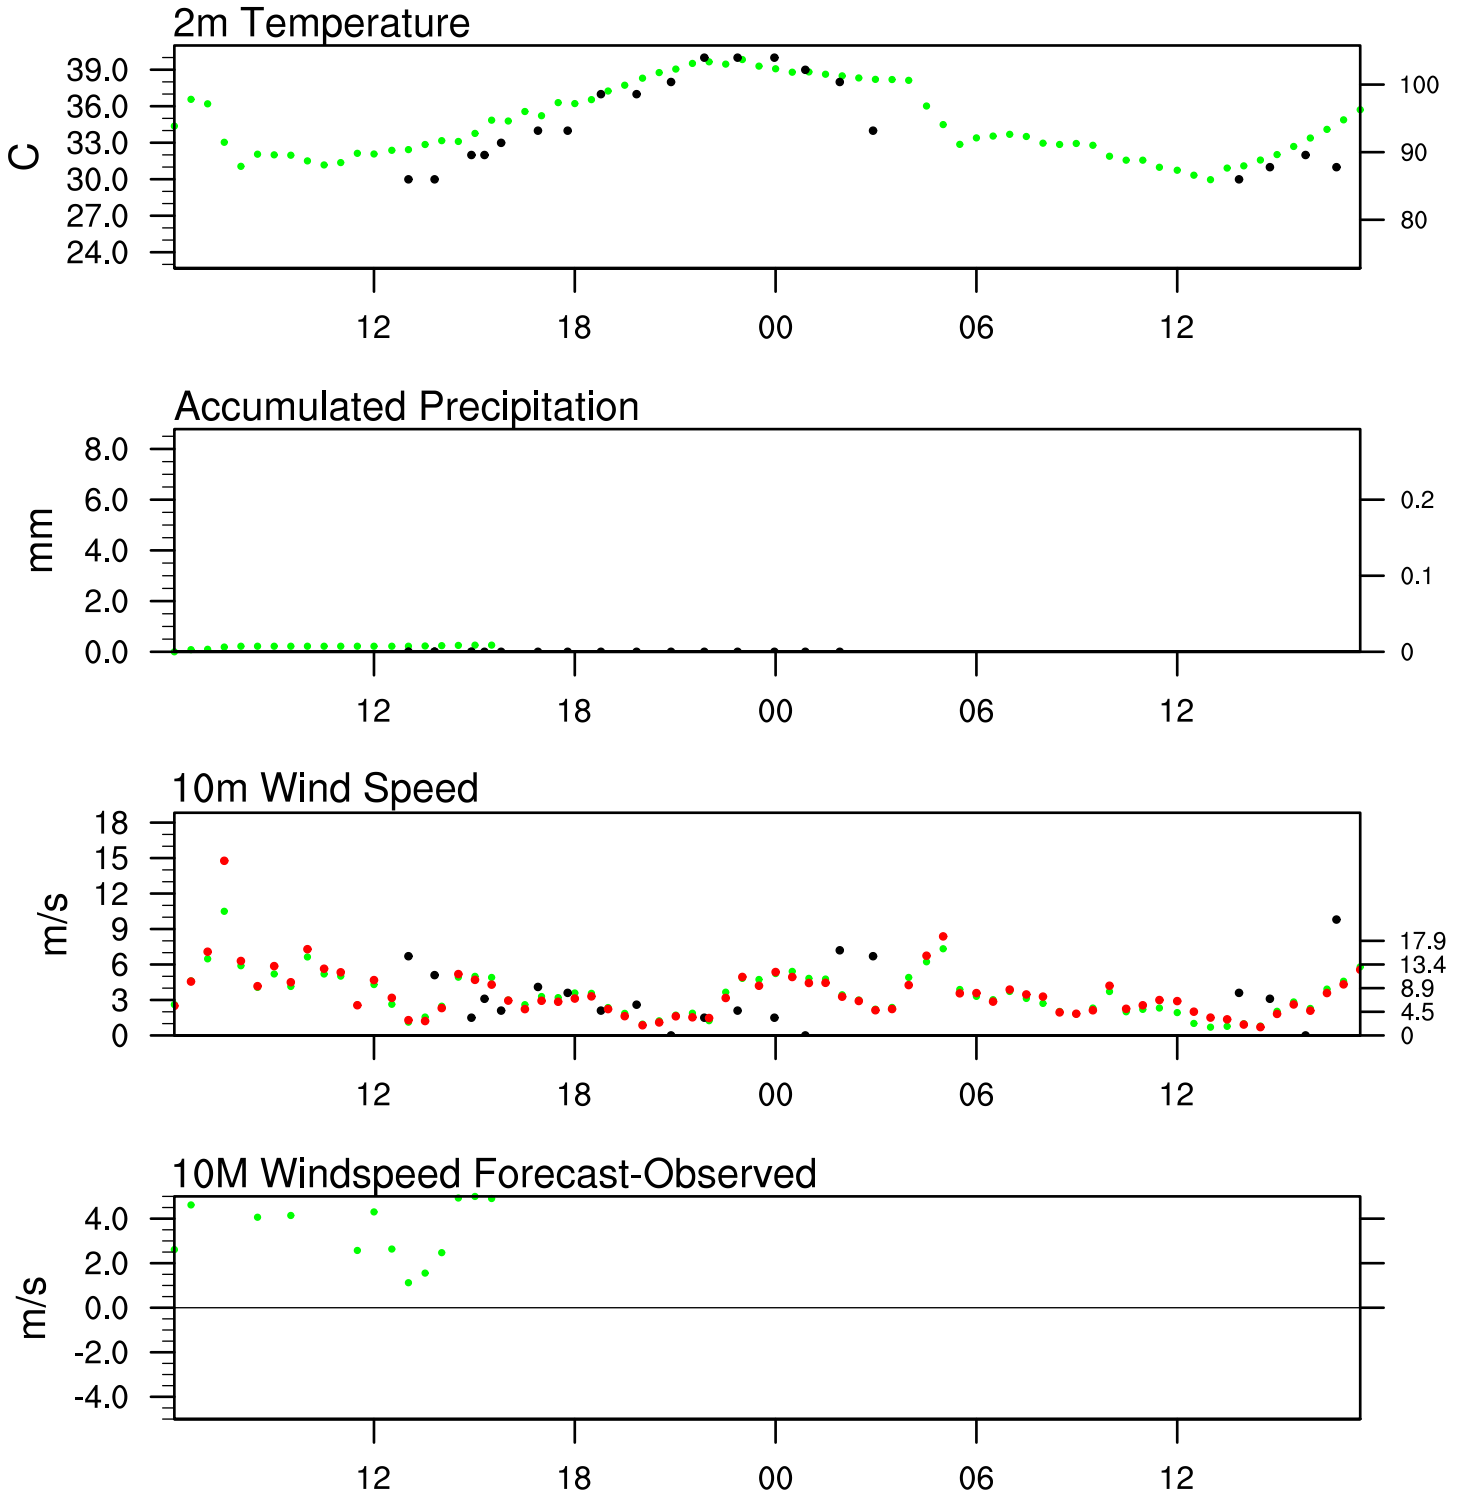 2m Temperature
39.0
36.0
33.0
30.0
27.0
24.0
C
100
90
80
12 18 00 06 12
Accumulated Precipitation
8.0
6.0
4.0
2.0
0.0
mm
0.2
0.1
0
12 18 00 06 12
10m Wind Speed
18
15
12
9
6
3
0
m/s
17.9
13.4
8.9
4.5
0
12 18 00 06 12
10M Windspeed Forecast-Observed
4.0
2.0
0.0
-2.0
-4.0
m/s
12 18 00 06 12